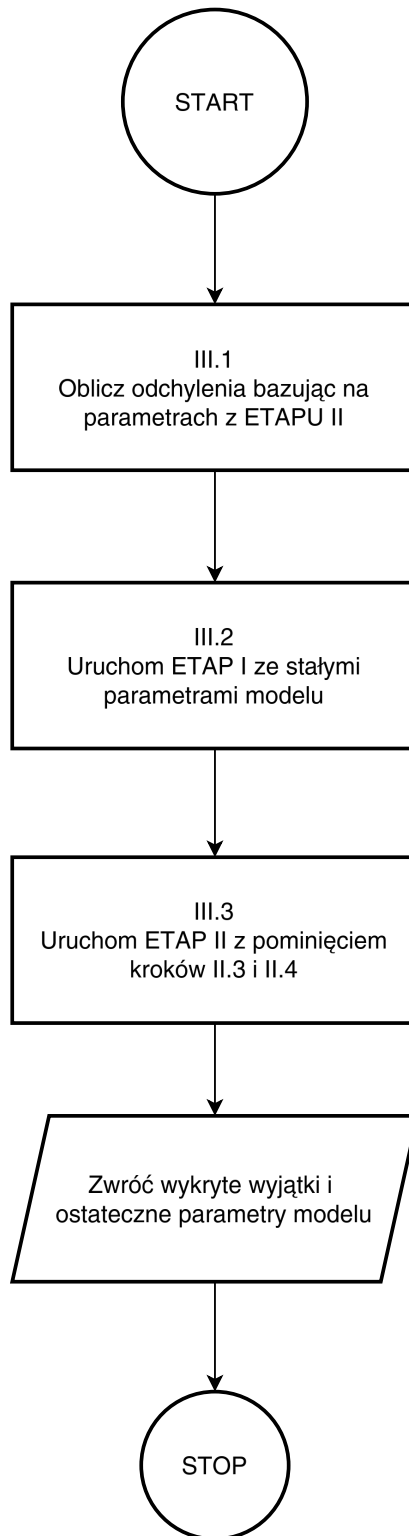 START
III.1
Oblicz odchylenia bazując na
parametrach z ETAPU II
III.2
Uruchom ETAP I ze stałymi
parametrami modelu
III.3
Uruchom ETAP II z pominięciem
kroków II.3 i II.4
Zwróć wykryte wyjątki i
ostateczne parametry modelu
STOP